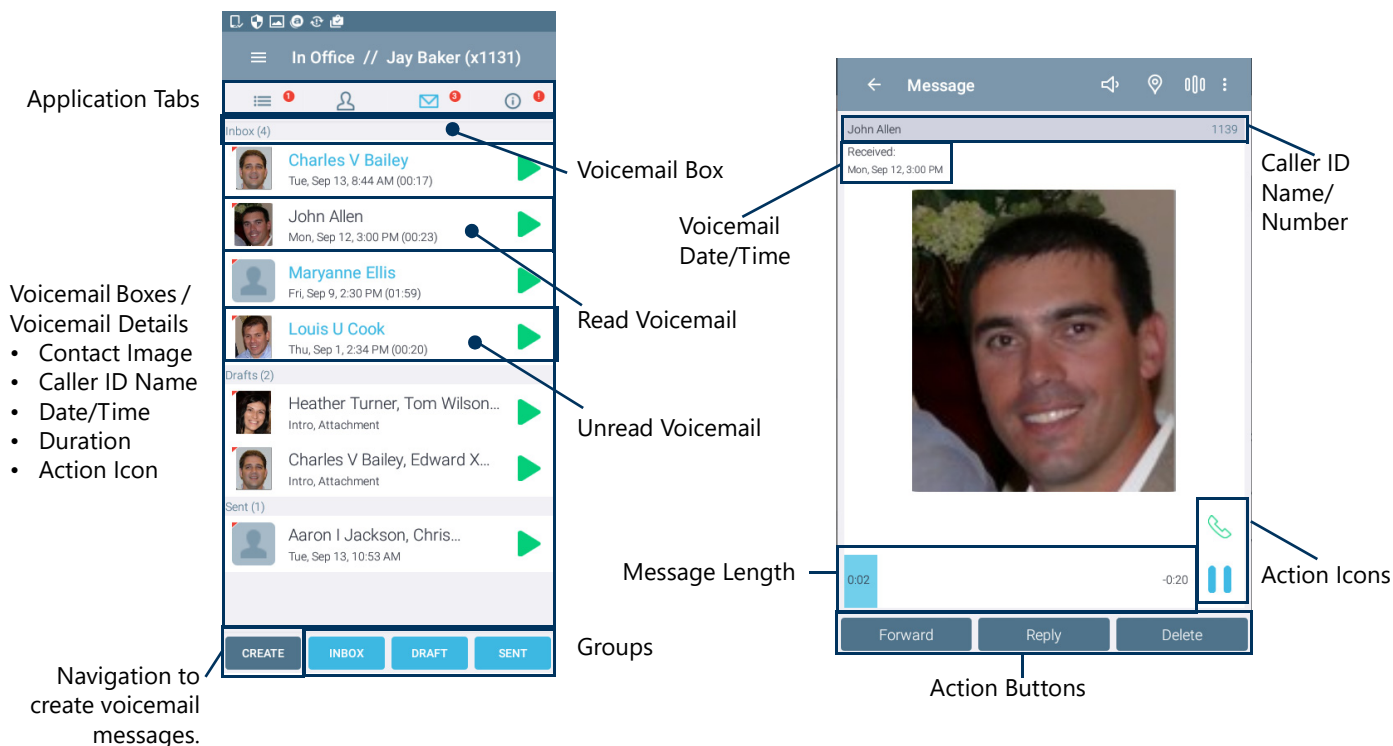 In Office // Jay Baker (x1131)
Application Tabs
1
3
!
Inbox (4)
Charles V Bailey
Tue, Sep 13, 8:44 AM (00:17)
John Allen
Mon, Sep 12, 3:00 PM (00:23)
Maryanne Ellis
Fri, Sep 9, 2:30 PM (01:59)
Louis U Cook
Thu, Sep 1, 2:34 PM (00:20)
Drafts (2)
Heather Turner, Tom Wilson...
Intro, Attachment
Charles V Bailey, Edward X...
Intro, Attachment
Sent (1)
Aaron I Jackson, Chris...
Tue, Sep 13, 10:53 AM
CREATE
INBOX
DRAFT
SENT
Voicemail Boxes /
Voicemail Details
• Contact Image
• Caller ID Name
• Date/Time
• Duration
• Action Icon
Navigation to
create voicemail
messages.
Voicemail Box
Read Voicemail
Unread Voicemail
Groups
Message
John Allen
1139
Received:
Mon, Sep 12, 3:00 PM
Voicemail
Date/Time
Caller ID
Name/
Number
Message Length
0:02
-0:20
Action Icons
Forward
Reply
Delete
Action Buttons